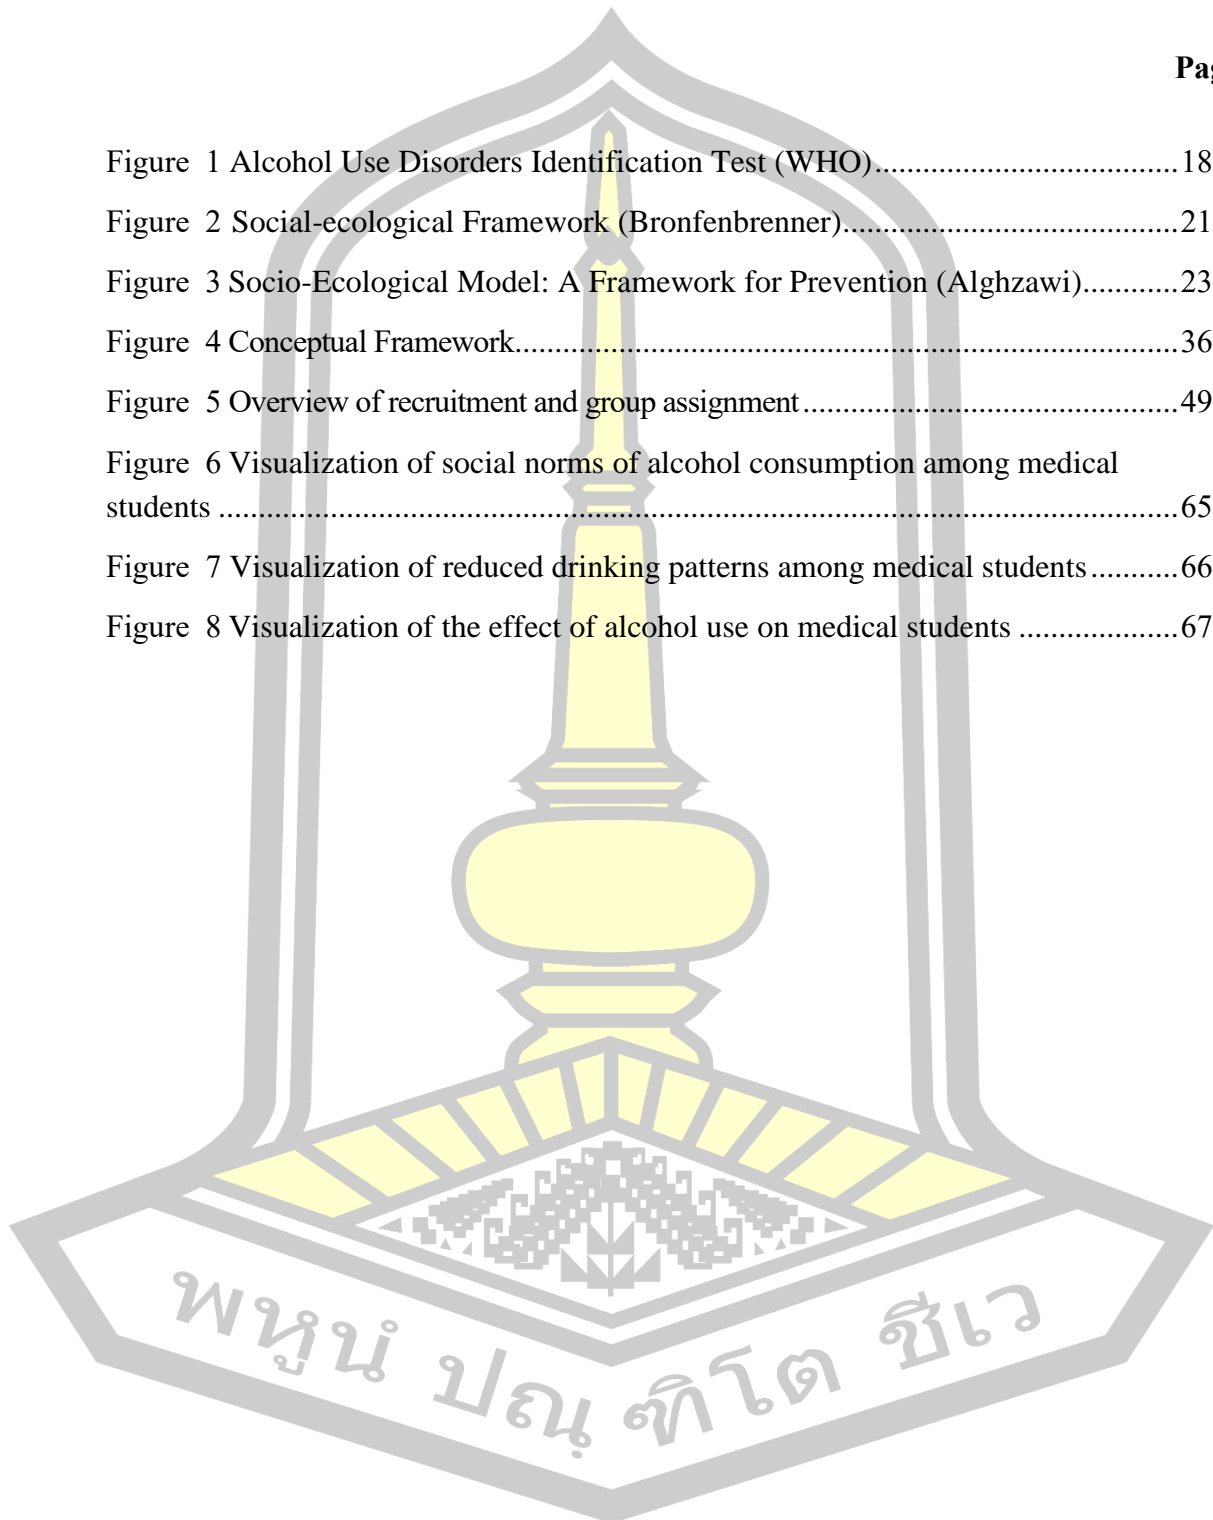 Pag
Figure 1 Alcohol Use Disorders Identification Test (WHO)....................................18
Figure 2 Social-ecological Framework (Bronfenbrenner)........................................21
Figure 3 Socio-Ecological Model: A Framework for Prevention (Alghzawi)...........23
Figure 4 Conceptual Framework................................................................................36
Figure 5 Overview of recruitment and group assignment.............................................49
Figure 6 Visualization of social norms of alcohol consumption among medical
students ..................................................................................................................65
Figure 7 Visualization of reduced drinking patterns among medical students...........66
Figure 8 Visualization of the effect of alcohol use on medical students ...................67
พหูนํ ปณฺ ฑิโต ชีเว